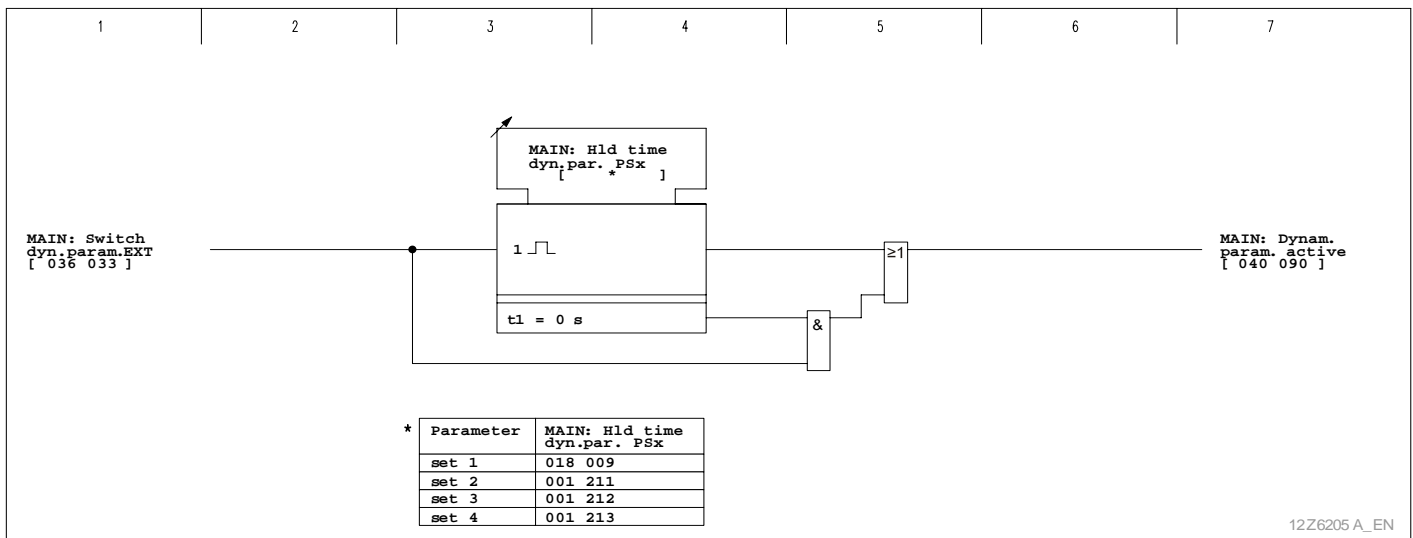 1 2 3 4 5 6 7
MAIN: Hld time
dyn.par. PSx
[ * ]
MAIN: Switch
dyn.param.EXT
[ 036 033 ]
1
≥1
MAIN: Dynam.
param. active
[ 040 090 ]
t1 = 0 s
&
* Parameter MAIN: Hld time
dyn.par. PSx
set 1 018 009
set 2 001 211
set 3 001 212
set 4 001 213
12Z6205 A_EN